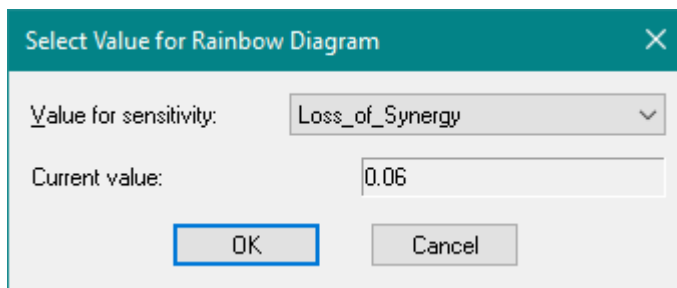 Select Value for Rainbow Diagram
Value for sensitivity: Loss_of_Synergy
Current value: 0.06
OK Cancel